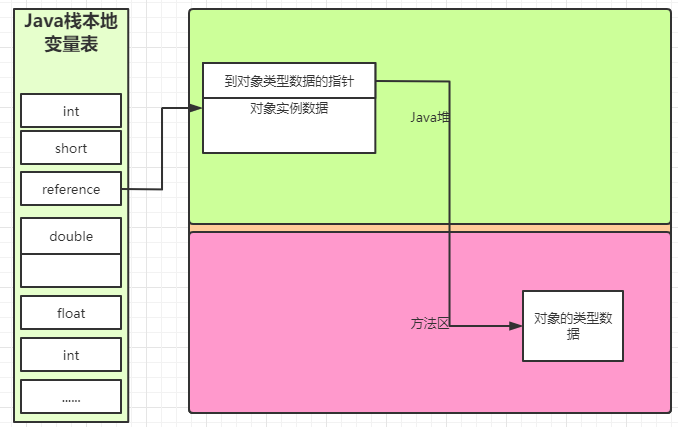 Java栈本地
变量表
int
short
reference
double
float
int
......
到对象类型数据的指针
对象实例数据
Java堆
方法区
对象的类型数
据